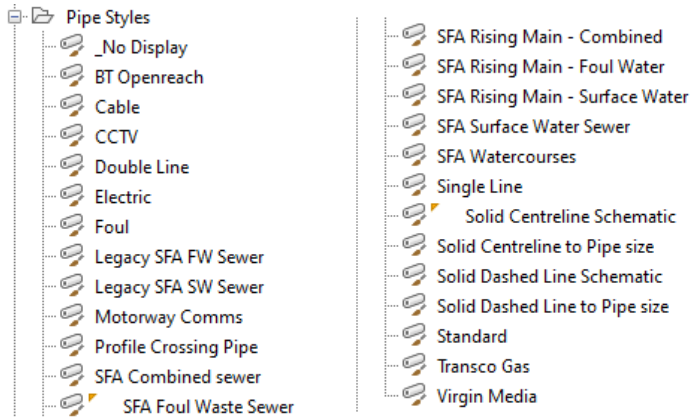 Pipe Styles
_No Display
BT Openreach
Cable
CCTV
Double Line
Electric
Foul
Legacy SFA FW Sewer
Legacy SFA SW Sewer
Motorway Comms
Profile Crossing Pipe
SFA Combined sewer
SFA Foul Waste Sewer
SFA Rising Main - Combined
SFA Rising Main - Foul Water
SFA Rising Main - Surface Water
SFA Surface Water Sewer
SFA Watercourses
Single Line
Solid Centreline Schematic
Solid Centreline to Pipe size
Solid Dashed Line Schematic
Solid Dashed Line to Pipe size
Standard
Transco Gas
Virgin Media